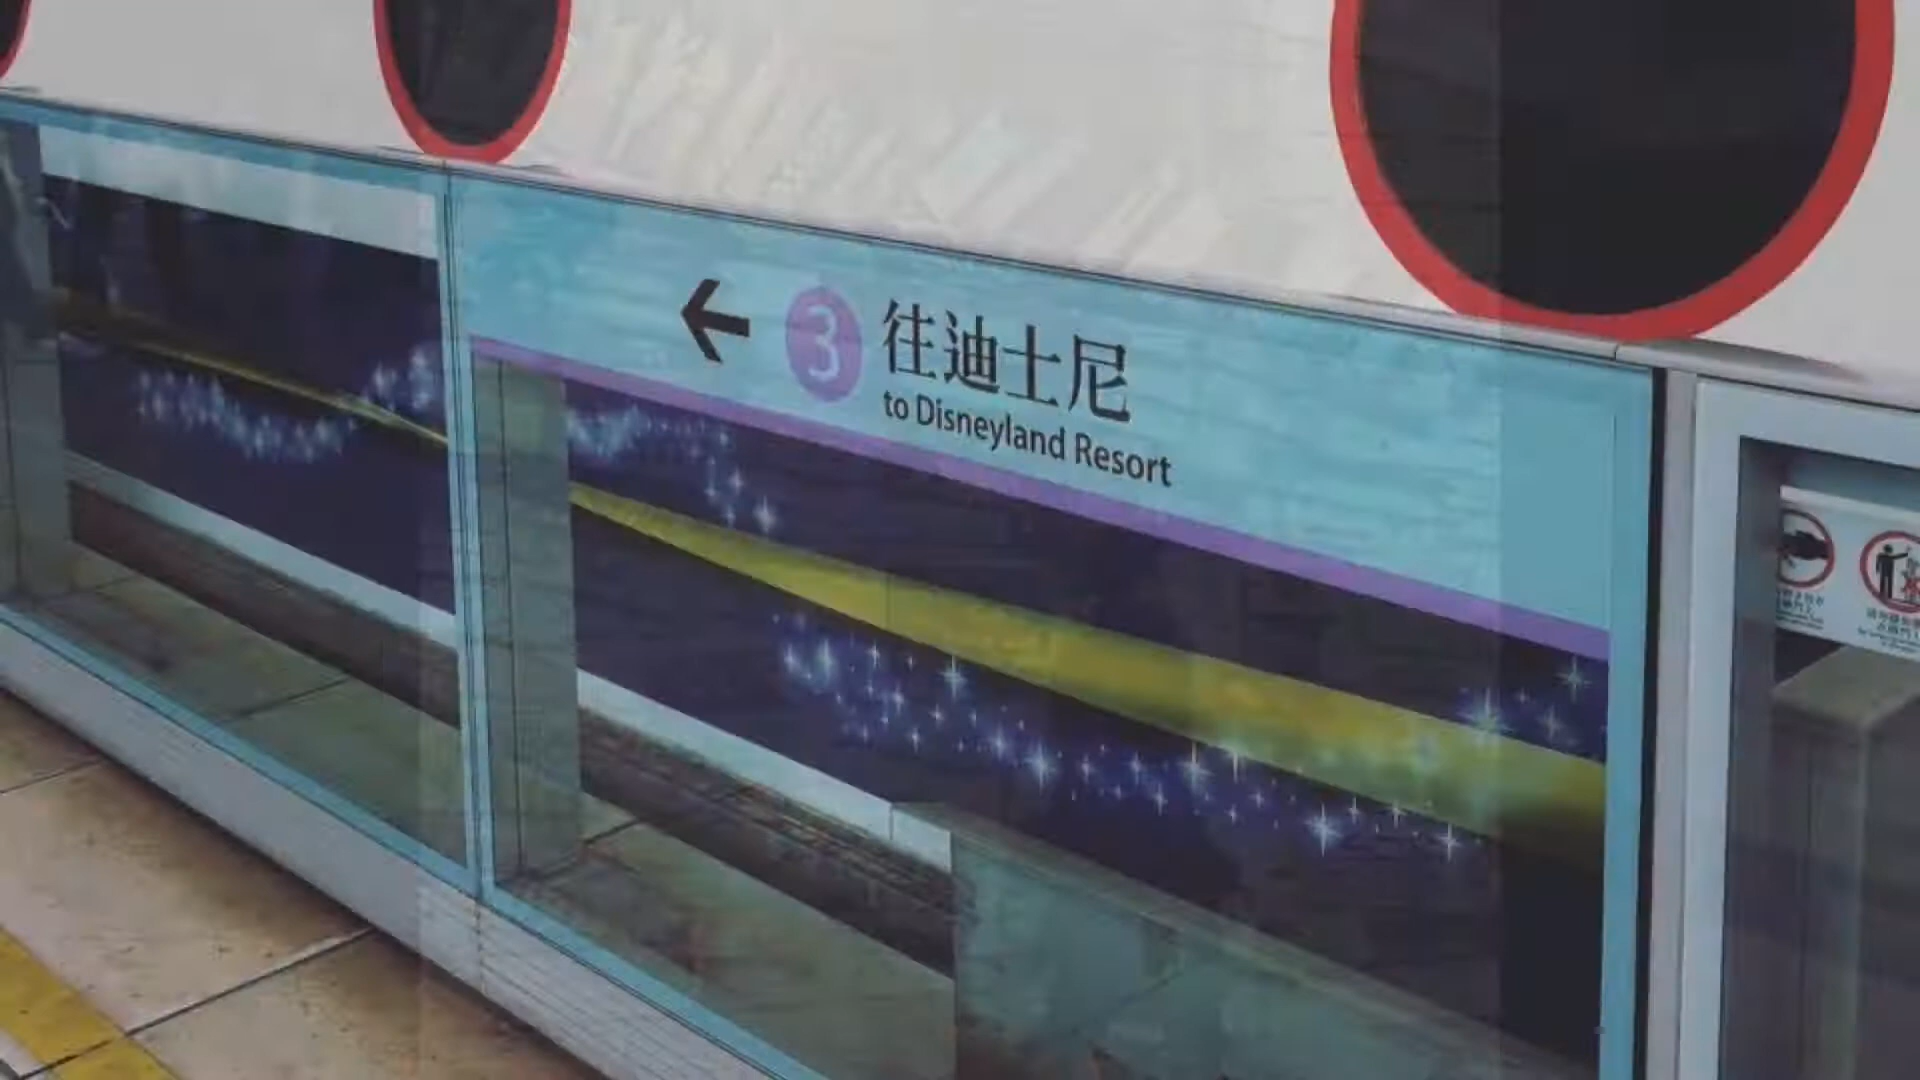 3 往迪士尼
to Disneyland Resort